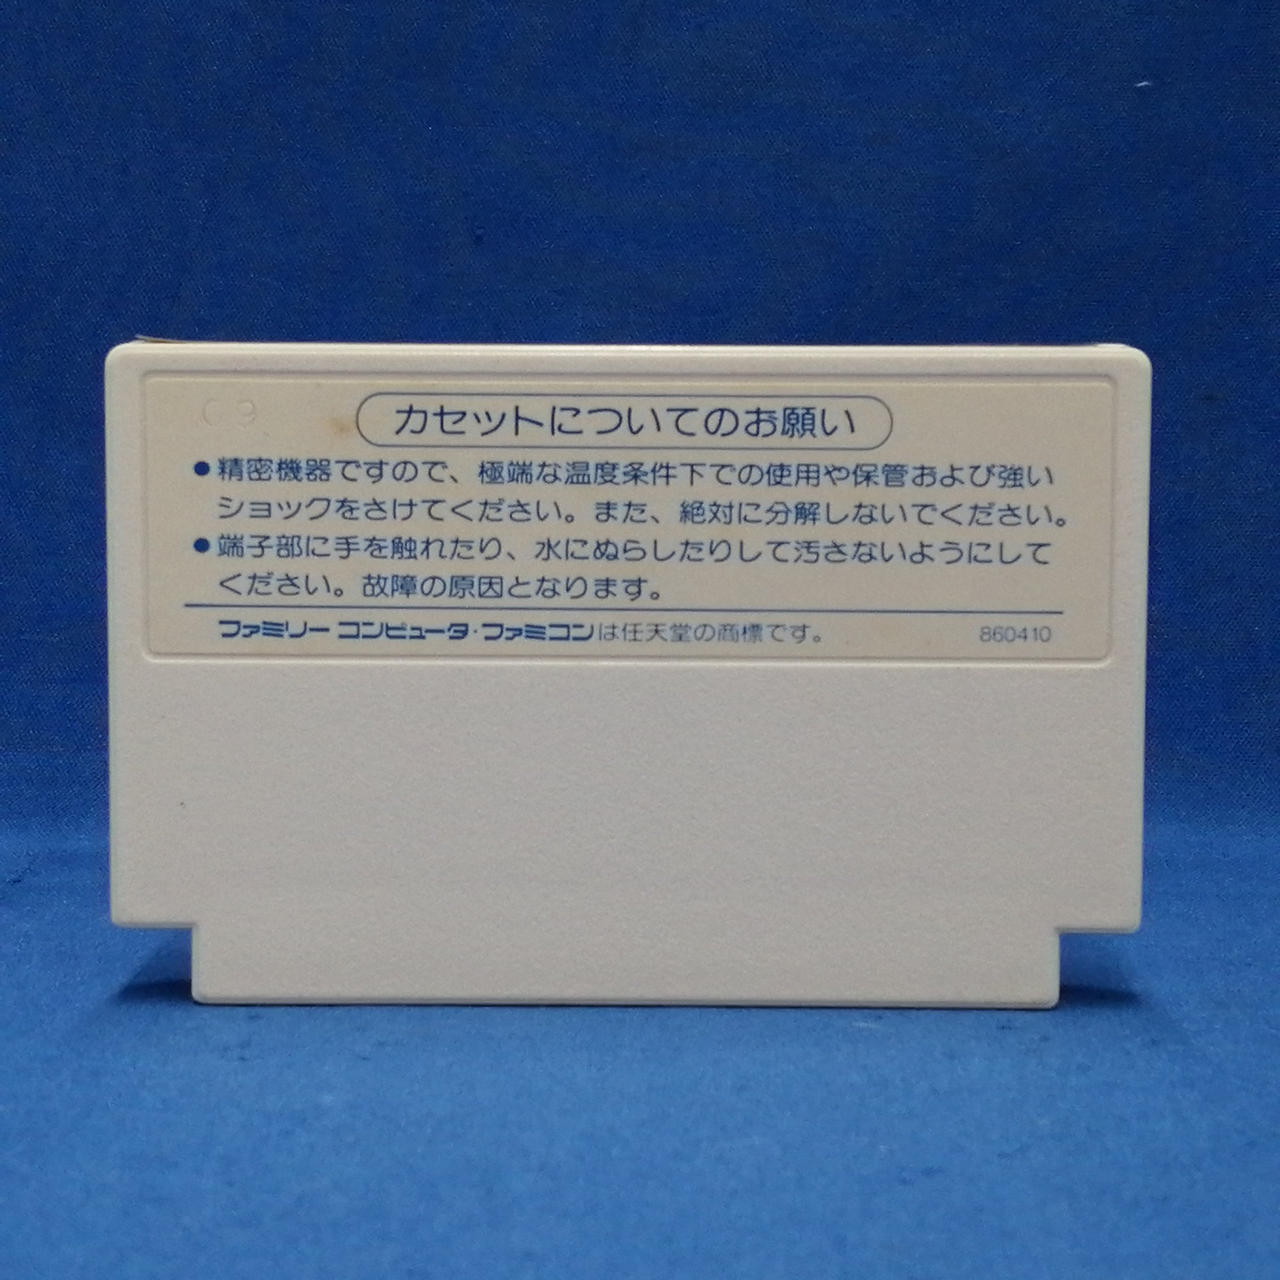 C9
カセットについてのお願い
●精密機器ですので、極端な温度条件下での使用や保管および強い
ショックをさけてください。また、絶対に分解しないでください。
●端子部に手を触れたり、水にぬらしたりして汚さないようにして
ください。故障の原因となります。
ファミリーコンピュータ・ファミコンは任天堂の商標です。 860410